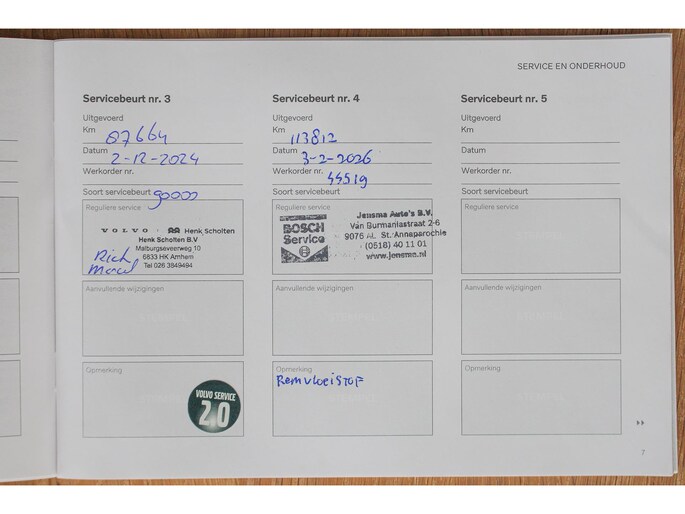 SERVICE EN ONDERHOUD
Servicebeurt nr. 3
Uitgevoerd
Km 87664
Datum 2-12-2024
Werkorder nr.
Soort servicebeurt 90000
Reguliere service
VOLVO Henk Scholten
Henk Scholten B.V
Malburgseveerweg 10
6833 HK Arnhem
Tel 026 3849494
Rick
Marcel
Aanvullende wijzigingen
Opmerking
VOLVO SERVICE
2.0
Servicebeurt nr. 4
Uitgevoerd
Km 113812
Datum 3-2-2026
Werkorder nr. 44519
Soort servicebeurt
Reguliere service
BOSCH
Service
Jensma Auto's B.V.
Van Burmaniastraat 2-6
9076 AL St. Annaparochie
(0518) 40 11 01
www.jensma.nl
Aanvullende wijzigingen
Opmerking
RemvloeiSTOF
Servicebeurt nr. 5
Uitgevoerd
Km
Datum
Werkorder nr.
Soort servicebeurt
Reguliere service
Aanvullende wijzigingen
Opmerking
7